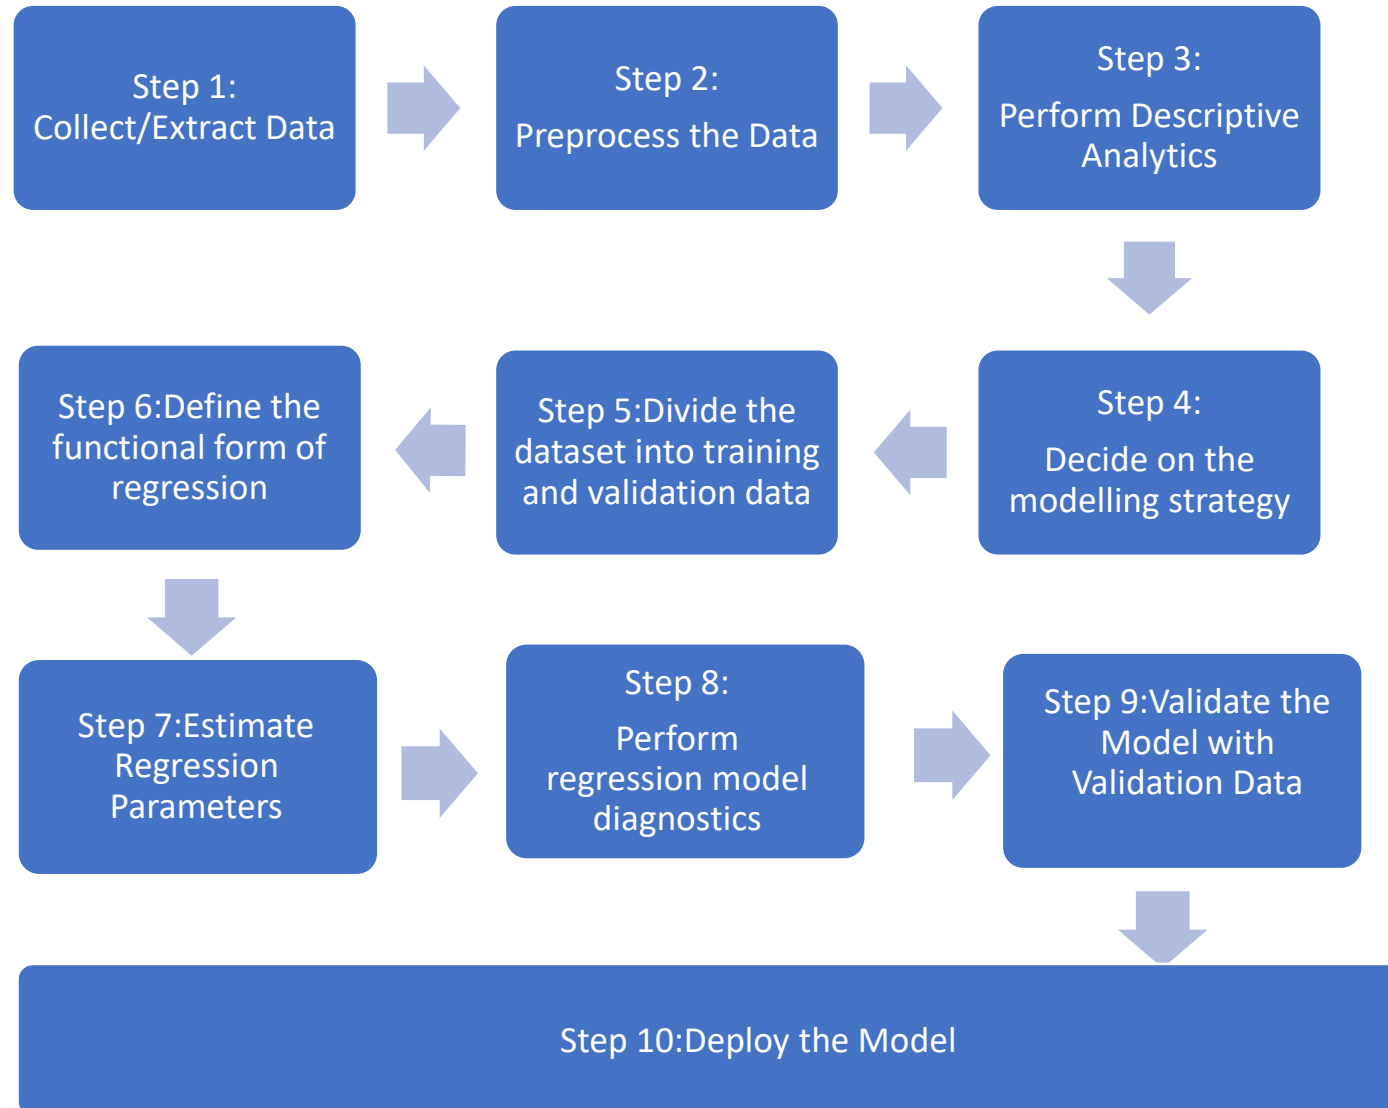 Step 1:
Collect/Extract Data
Step 2:
Preprocess the Data
Step 3:
Perform Descriptive
Analytics
Step 4:
Decide on the
modelling strategy
Step 5:Divide the
dataset into training
and validation data
Step 6:Define the
functional form of
regression
Step 7:Estimate
Regression
Parameters
Step 8:
Perform
regression model
diagnostics
Step 9:Validate the
Model with
Validation Data
Step 10:Deploy the Model